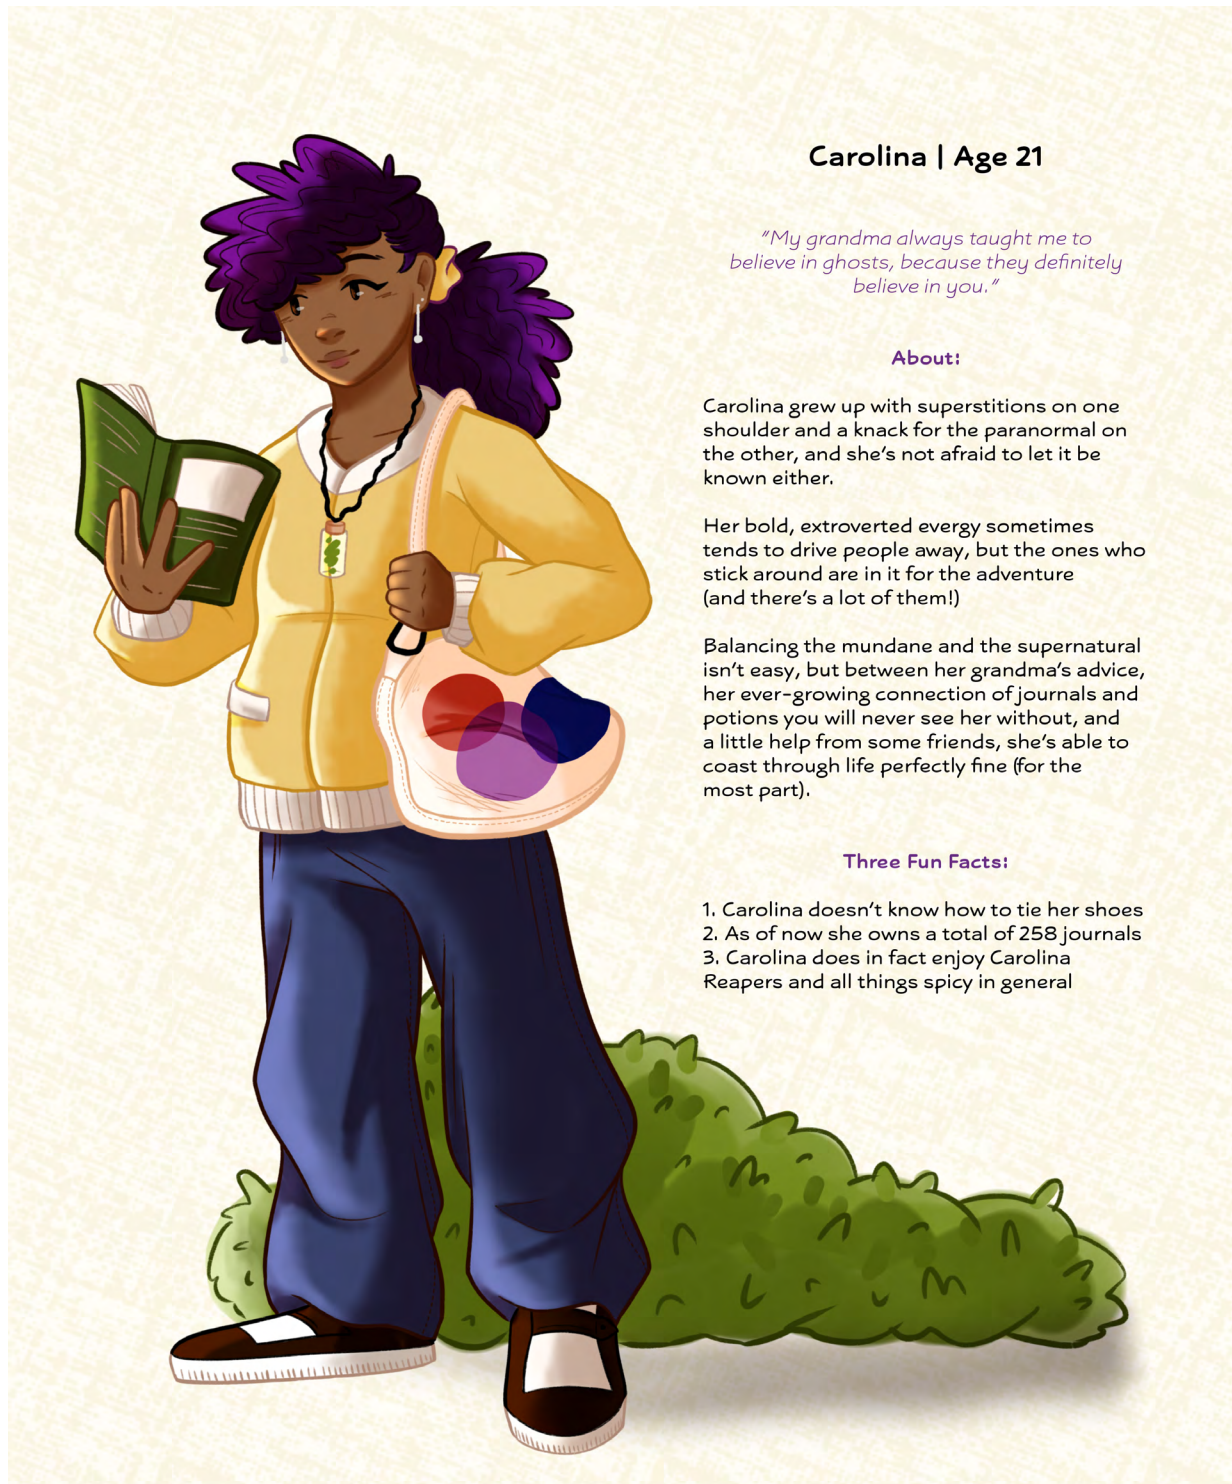 Carolina | Age 21
"My grandma always taught me to
believe in ghosts, because they definitely
believe in you."
About:
Carolina grew up with superstitions on one
shoulder and a knack for the paranormal on
the other, and she's not afraid to let it be
known either.
Her bold, extroverted evergy sometimes
tends to drive people away, but the ones who
stick around are in it for the adventure
(and there's a lot of them!)
Balancing the mundane and the supernatural
isn't easy, but between her grandma's advice,
her ever-growing connection of journals and
potions you will never see her without, and
a little help from some friends, she's able to
coast through life perfectly fine (for the
most part).
Three Fun Facts:
1. Carolina doesn't know how to tie her shoes
2. As of now she owns a total of 258 journals
3. Carolina does in fact enjoy Carolina
Reapers and all things spicy in general